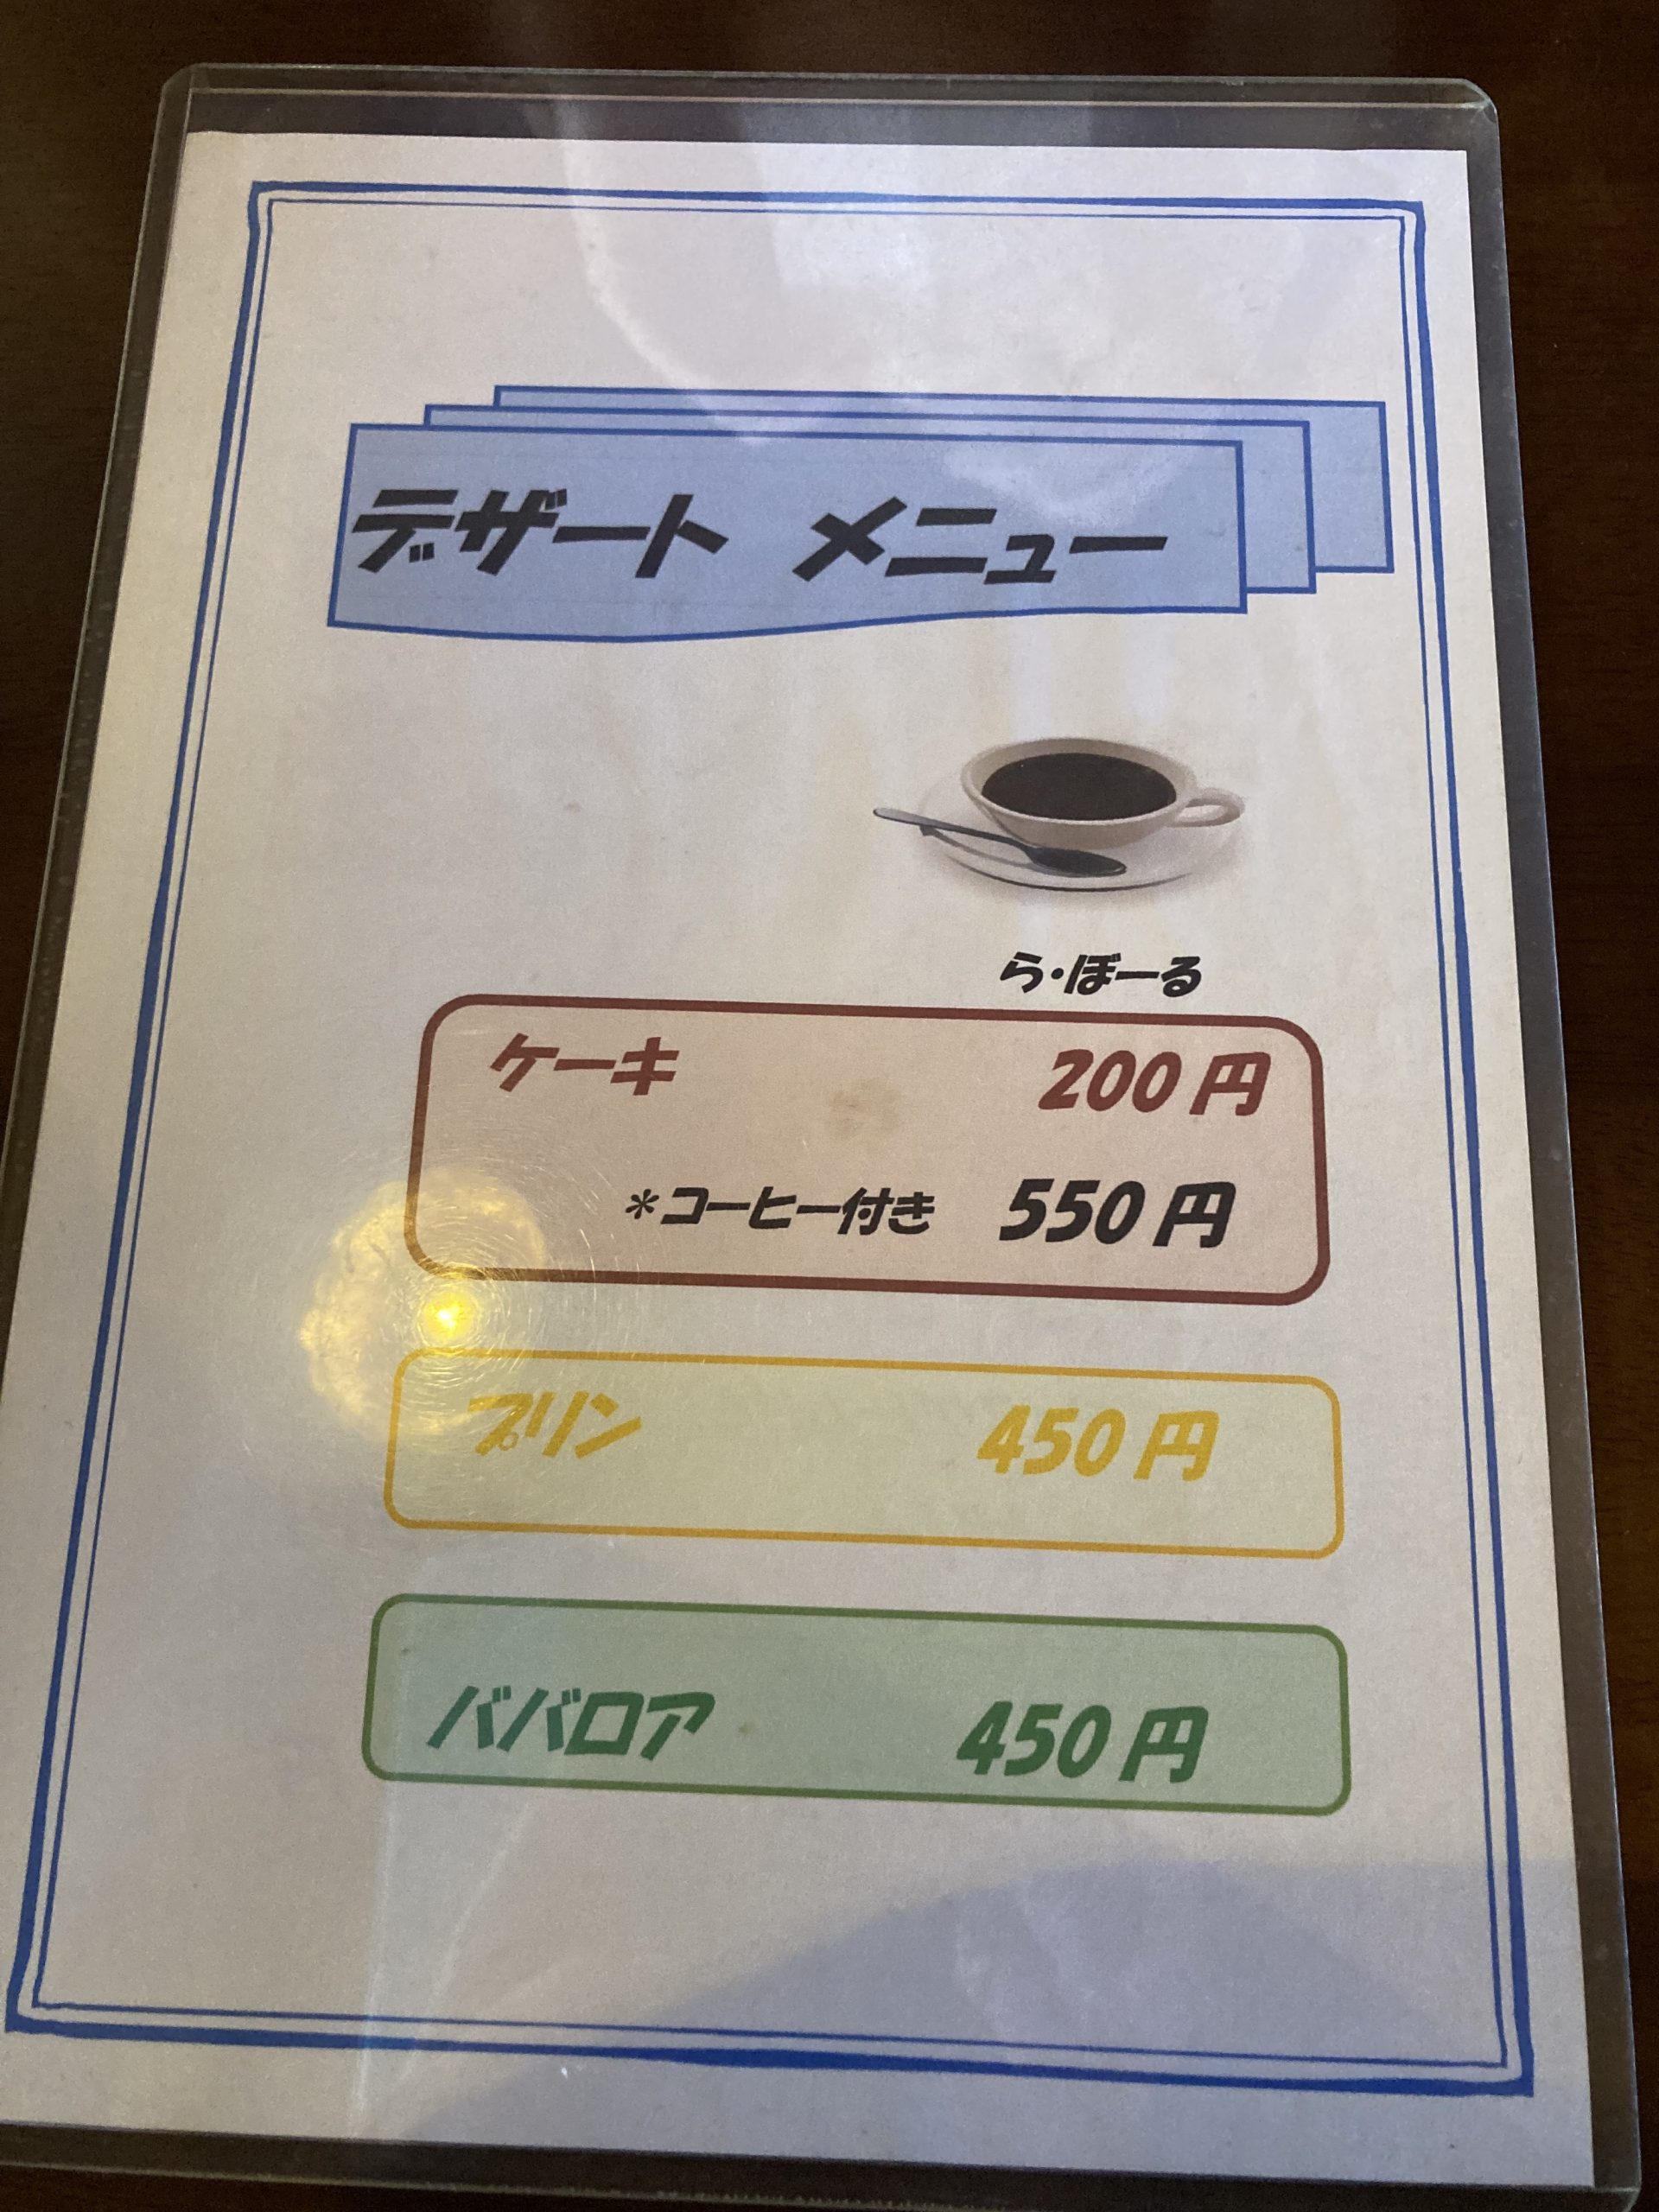 デザート メニュー
ら・ぼーる
ケーキ 200円
*コーヒー付き 550円
プリン 450円
ババロア 450円